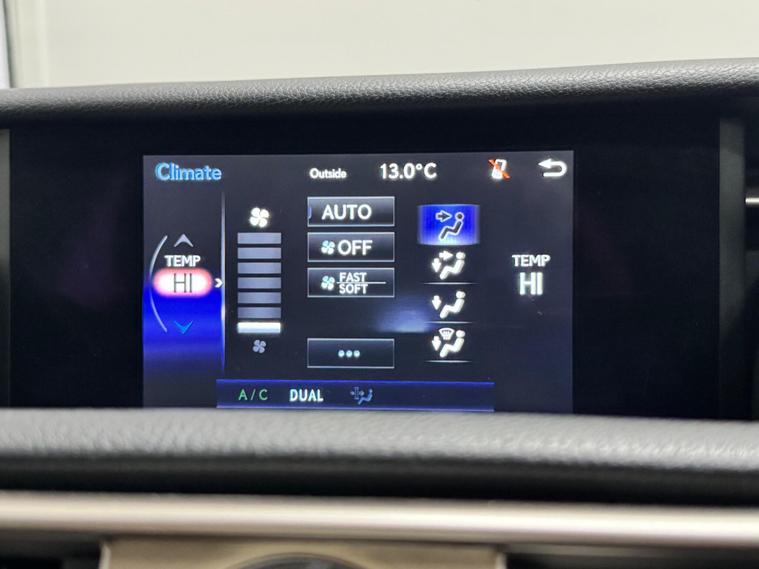 Climate
Outside 13.0°C
TEMP
HI
AUTO
OFF
FAST
SOFT
...
TEMP
HI
A/C DUAL